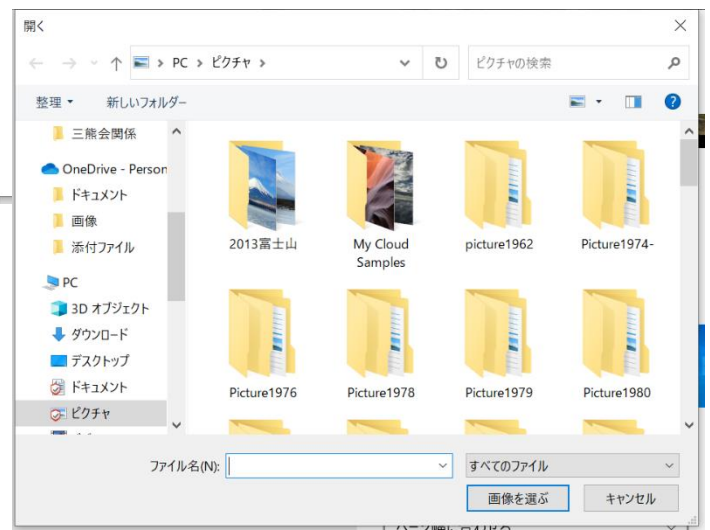 開く
PC > ピクチャ >
ピクチャの検索
整理
新しいフォルダー
三熊会関係
OneDrive - Person
ドキュメント
画像
添付ファイル
PC
3D オブジェクト
ダウンロード
デスクトップ
ドキュメント
ピクチャ
2013富士山
My Cloud
Samples
picture1962
Picture1974-
Picture1976
Picture1978
Picture1979
Picture1980
ファイル名(N):
すべてのファイル
画像を選ぶ
キャンセル